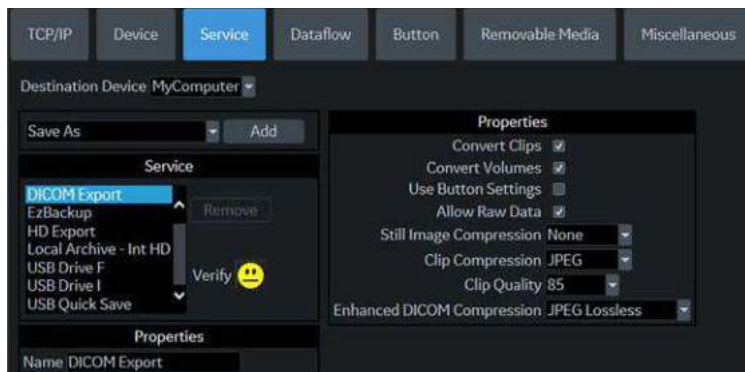 TCP/IP Device Service Dataflow Button Removable Media Miscellaneous
Destination Device MyComputer
Save As Add
Service
DICOM Export
EzBackup
HD Export
Local Archive - Int HD
USB Drive F
USB Drive I
USB Quick Save
Remove
Verify
Properties
Name DICOM Export
Properties
Convert Clips
Convert Volumes
Use Button Settings
Allow Raw Data
Still Image Compression None
Clip Compression JPEG
Clip Quality 85
Enhanced DICOM Compression JPEG Lossless